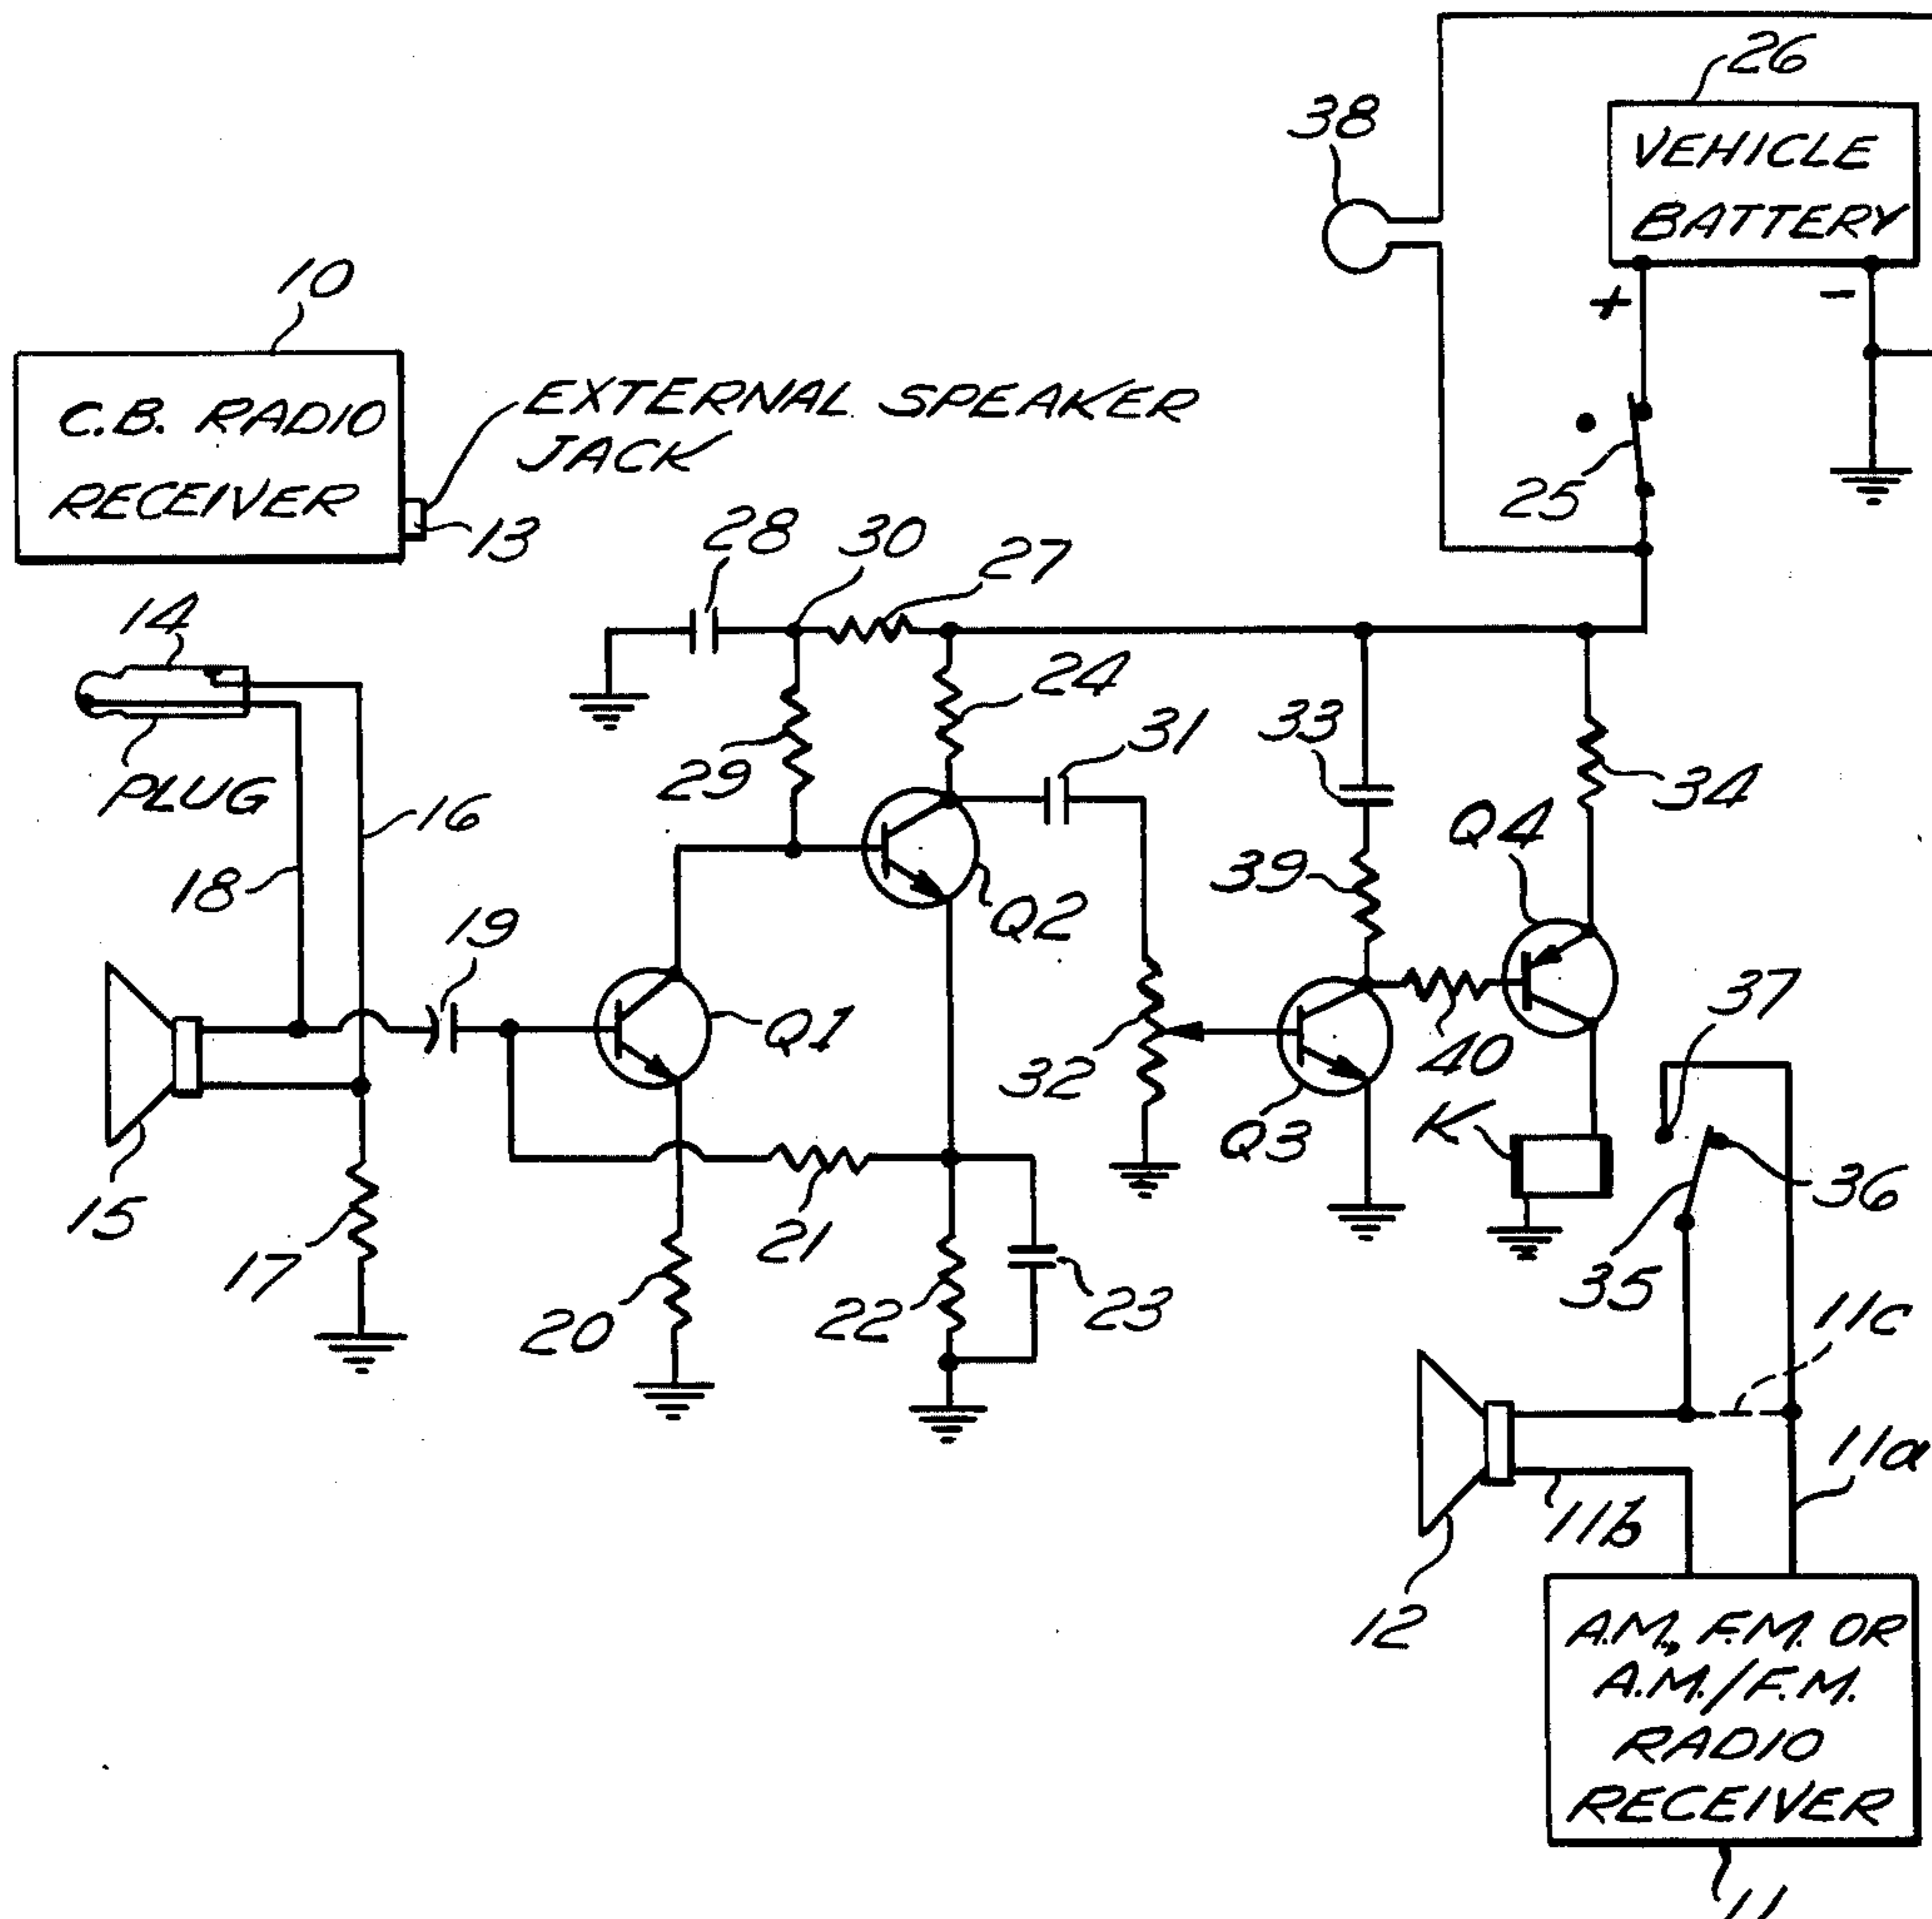 26
38
VEHICLE
BATTERY
+
-
10
C.B. RADIO
RECEIVER
EXTERNAL SPEAKER
JACK
13
25
28
30
27
14
PLUG
16
18
24
29
31
33
34
39
Q4
19
Q2
Q1
32
Q3
40
K
37
36
35
15
17
20
21
22
23
11c
11a
11b
12
A.M., F.M. OR
A.M./F.M.
RADIO
RECEIVER
11